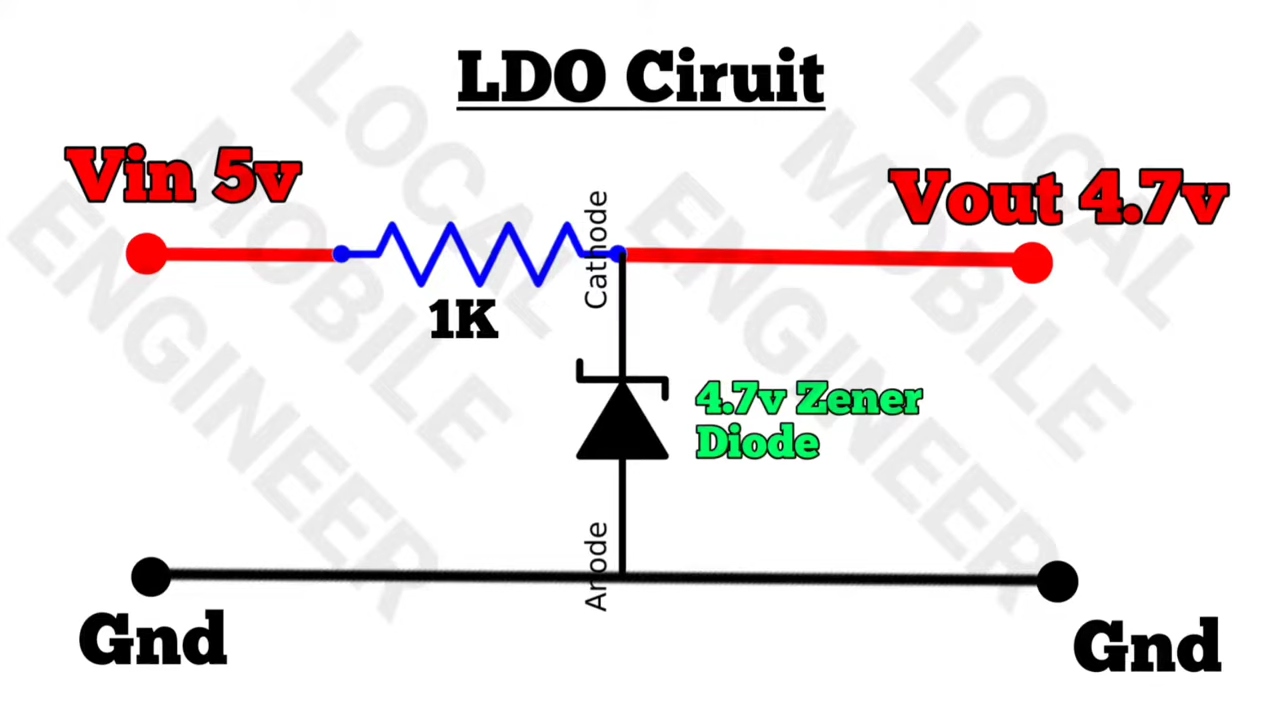 LDO Ciruit
Vin 5v
Vout 4.7v
Cathode
1K
4.7v Zener
Diode
Anode
Gnd
Gnd
LOCAL
MOBILE
ENGINEER
LOCAL
MOBILE
ENGINEER